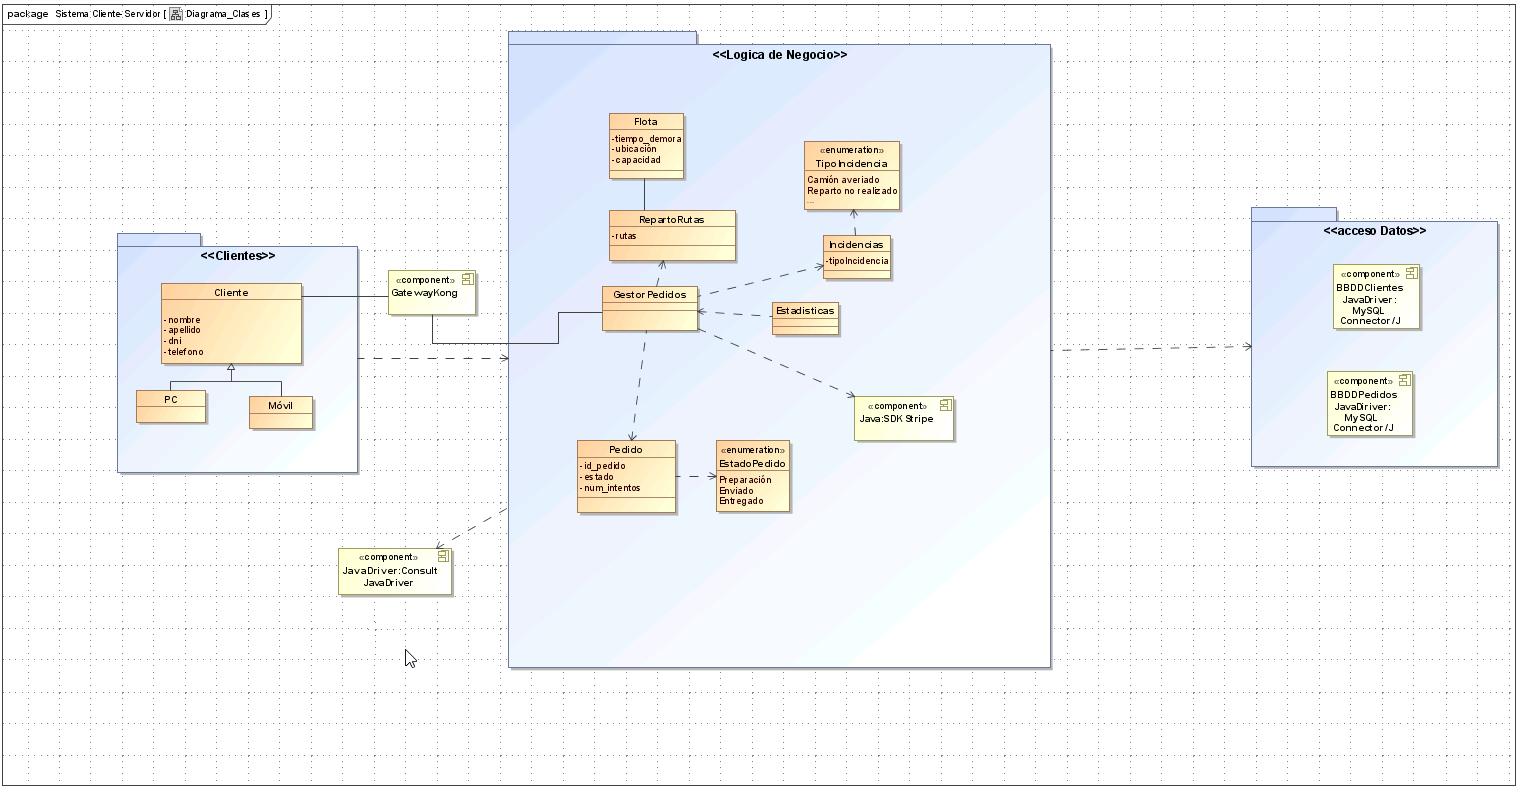 package Sistema Cliente-Servidor [ Diagrama_Clases ]
<<Logica de Negocio>>
Flota
-tiempo_demora
-ubicación
-capacidad
«enumeration»
TipoIncidencia
Camión averiado
Reparto no realizado
...
RepartoRutas
-rutas
Incidencias
-tipoIncidencia
<<Clientes>>
Cliente
-nombre
-apellido
-dni
-telefono
PC
Móvil
«component»
GatewayKong
GestorPedidos
Estadisticas
«component»
Java:SDK Stripe
Pedido
-id_pedido
-estado
-num_intentos
«enumeration»
EstadoPedido
Preparación
Enviado
Entregado
«component»
JavaDriver:Consult
JavaDriver
<<acceso Datos>>
«component»
BBDDClientes
JavaDriver:
MySQL
Connector/J
«component»
BBDDPedidos
JavaDiriver:
MySQL
Connector/J